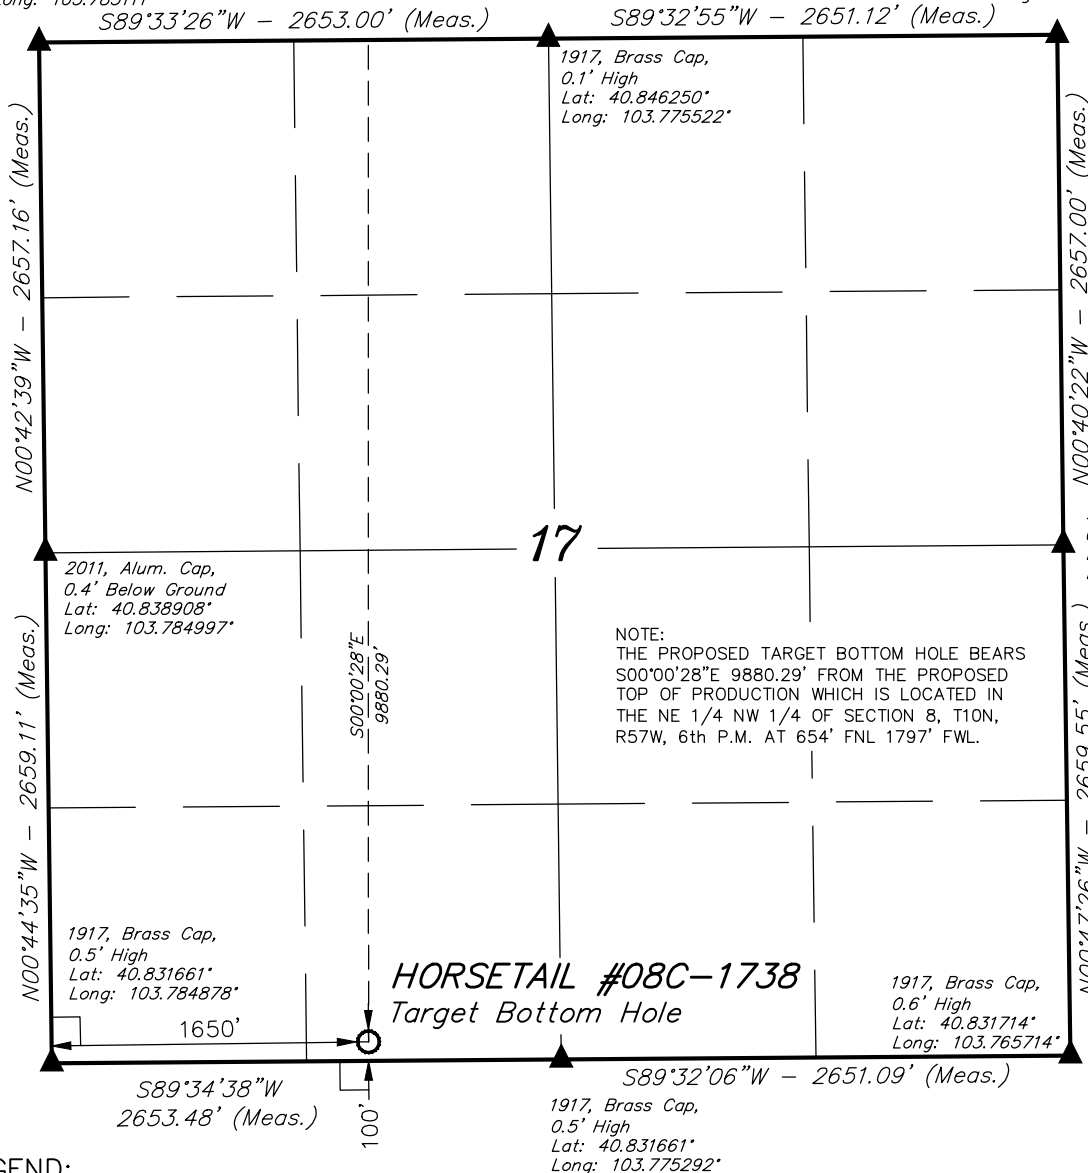 S89°33'26"W - 2653.00' (Meas.)
S89°32'55"W - 2651.12' (Meas.)
1917, Brass Cap,
0.1' High
Lat: 40.846250°
Long: 103.775522°
N00°42'39"W - 2657.16' (Meas.)
N00°40'22"W - 2657.00' (Meas.)
17
2011, Alum. Cap,
0.4' Below Ground
Lat: 40.838908°
Long: 103.784997°
S00°00'28"E
9880.29'
NOTE:
THE PROPOSED TARGET BOTTOM HOLE BEARS
S00°00'28"E 9880.29' FROM THE PROPOSED
TOP OF PRODUCTION WHICH IS LOCATED IN
THE NE 1/4 NW 1/4 OF SECTION 8, T10N,
R57W, 6th P.M. AT 654' FNL 1797' FWL.
N00°44'35"W - 2659.11' (Meas.)
N00°47'26"W - 2659.55' (Meas.)
1917, Brass Cap,
0.5' High
Lat: 40.831661°
Long: 103.784878°
HORSETAIL #08C-1738
Target Bottom Hole
1917, Brass Cap,
0.6' High
Lat: 40.831714°
Long: 103.765714°
1650'
S89°34'38"W
2653.48' (Meas.)
100'
S89°32'06"W - 2651.09' (Meas.)
1917, Brass Cap,
0.5' High
Lat: 40.831661°
Long: 103.775292°